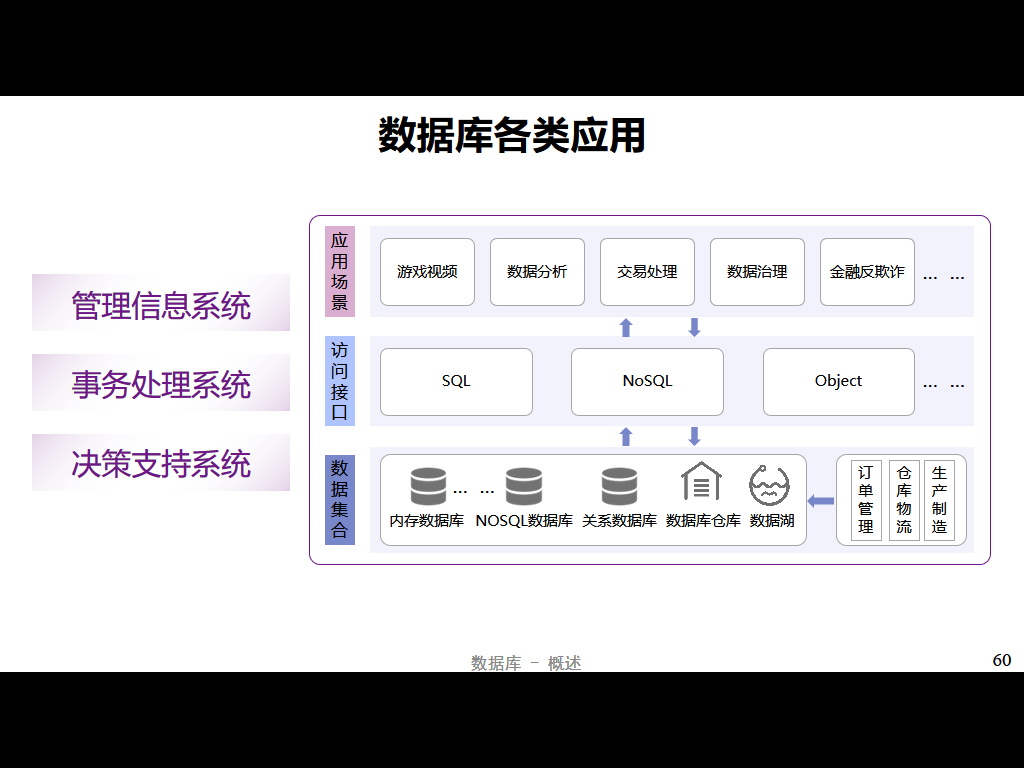 数据库各类应用
管理信息系统
事务处理系统
决策支持系统
应用场景
游戏视频
数据分析
交易处理
数据治理
金融反欺诈
... ...
访问接口
SQL
NoSQL
Object
... ...
数据集合
... ...
内存数据库
NOSQL数据库
关系数据库
数据库仓库
数据湖
订单管理
仓库物流
生产制造
数据库 - 概述
60